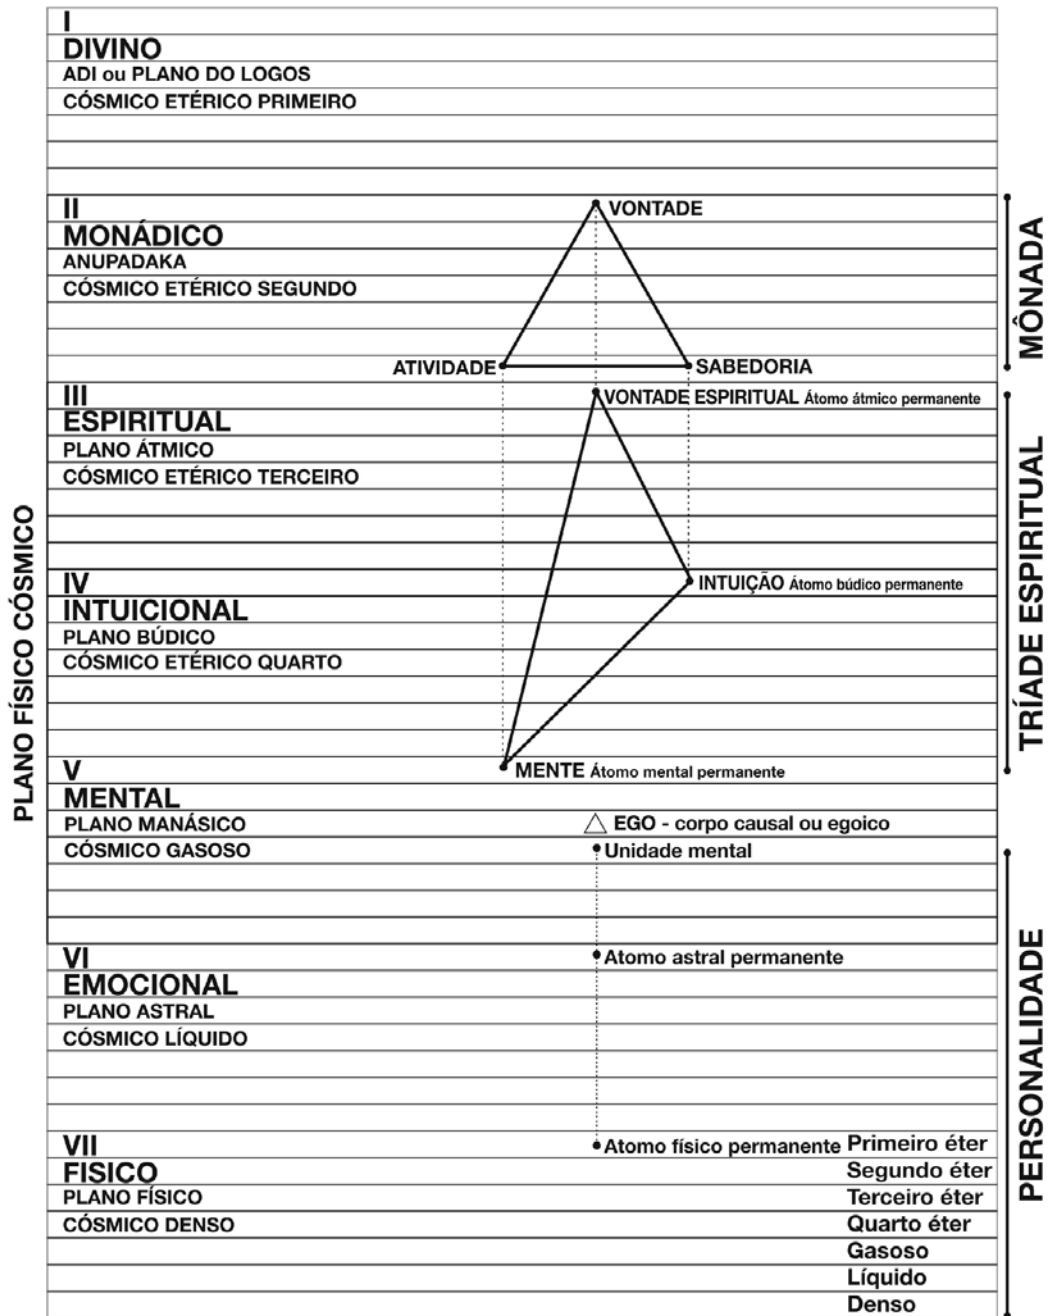 PLANO FÍSICO CÓSMICO
I
DIVINO
ADI ou PLANO DO LOGOS
CÓSMICO ETÉRICO PRIMEIRO
II
MONÁDICO
ANUPADAKA
CÓSMICO ETÉRICO SEGUNDO
VONTADE
ATIVIDADE
SABEDORIA
MÔNADA
III
ESPIRITUAL
PLANO ÁTMICO
CÓSMICO ETÉRICO TERCEIRO
VONTADE ESPIRITUAL Átomo átmico permanente
IV
INTUICIONAL
PLANO BÚDICO
CÓSMICO ETÉRICO QUARTO
INTUIÇÃO Átomo búdico permanente
TRÍADE ESPIRITUAL
V
MENTAL
PLANO MANÁSICO
CÓSMICO GASOSO
MENTE Átomo mental permanente
EGO - corpo causal ou egoico
Unidade mental
VI
EMOCIONAL
PLANO ASTRAL
CÓSMICO LÍQUIDO
Atomo astral permanente
VII
FISICO
PLANO FÍSICO
CÓSMICO DENSO
Atomo físico permanente
Primeiro éter
Segundo éter
Terceiro éter
Quarto éter
Gasoso
Líquido
Denso
PERSONALIDADE